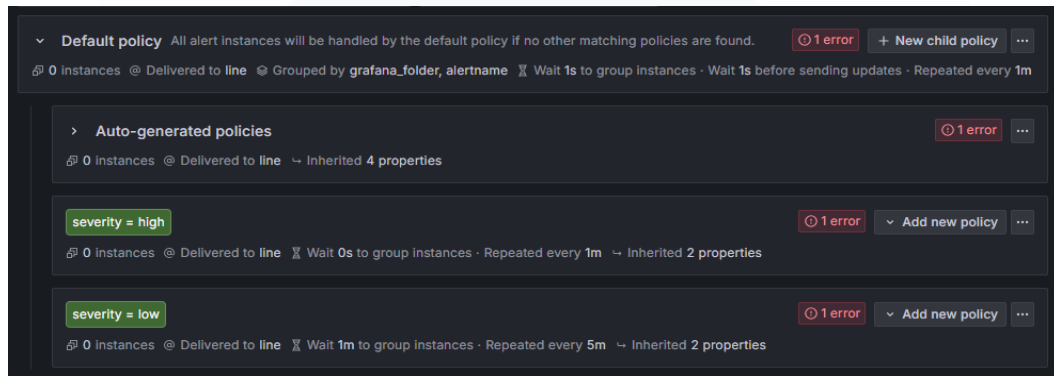 Default policy All alert instances will be handled by the default policy if no other matching policies are found. 1 error + New child policy ...
0 instances @ Delivered to line Grouped by grafana_folder, alertname Wait 1s to group instances · Wait 1s before sending updates · Repeated every 1m
Auto-generated policies 1 error ...
0 instances @ Delivered to line Inherited 4 properties
severity = high 1 error Add new policy ...
0 instances @ Delivered to line Wait 0s to group instances · Repeated every 1m Inherited 2 properties
severity = low 1 error Add new policy ...
0 instances @ Delivered to line Wait 1m to group instances · Repeated every 5m Inherited 2 properties